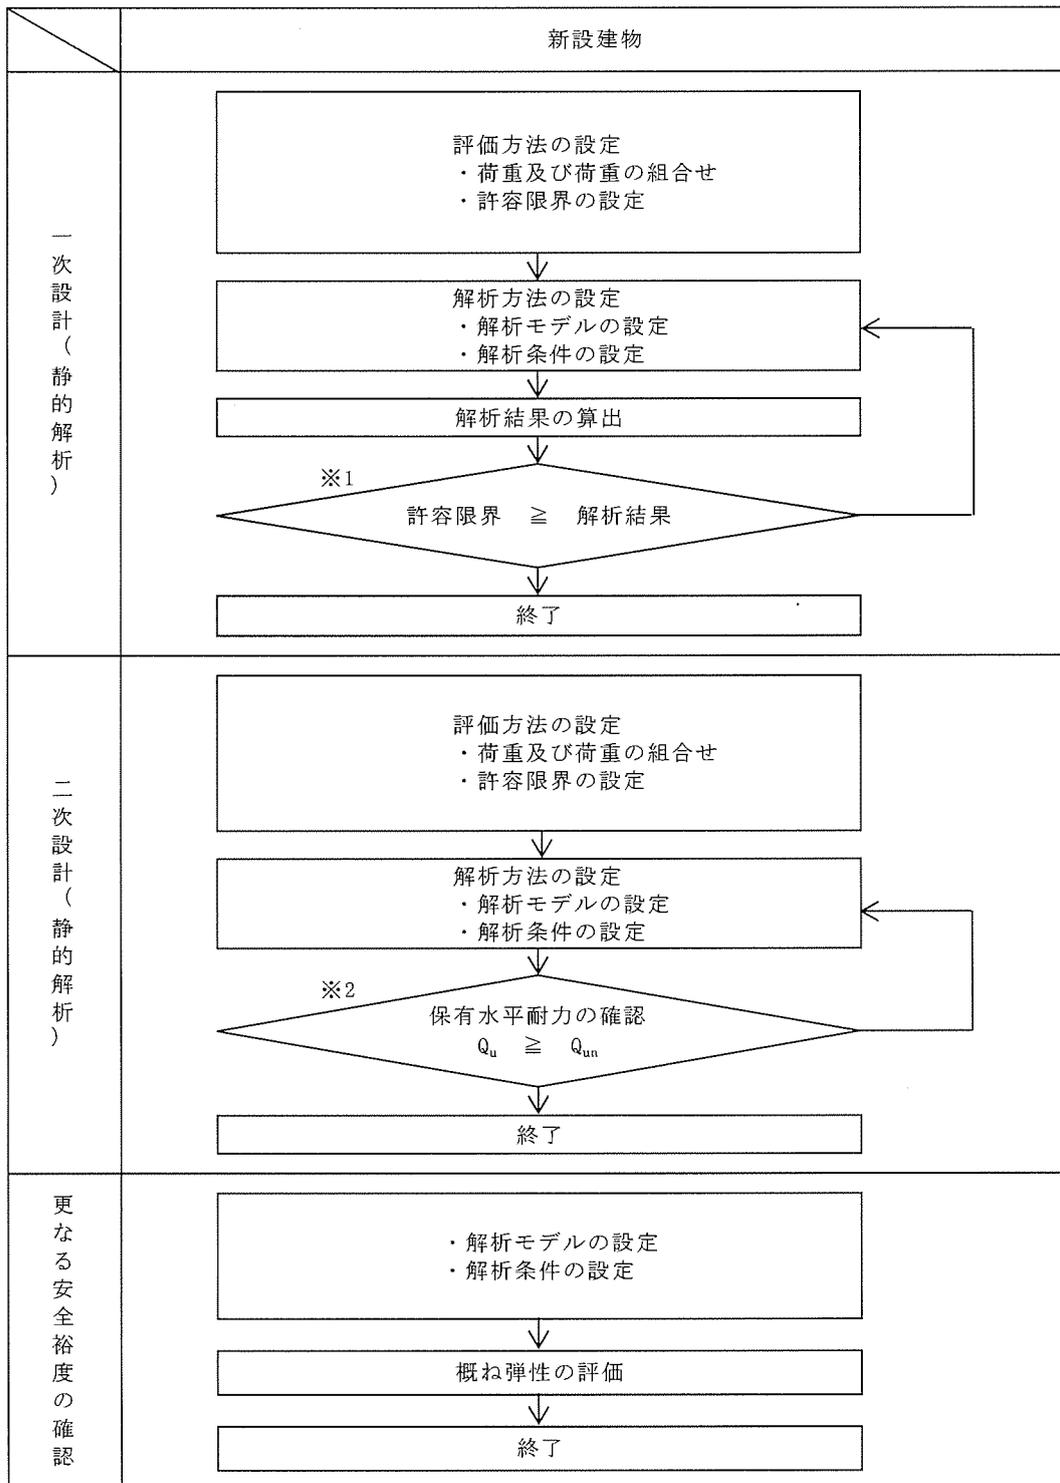 新設建物
一次設計(静的解析)
評価方法の設定
・荷重及び荷重の組合せ
・許容限界の設定
解析方法の設定
・解析モデルの設定
・解析条件の設定
解析結果の算出
※1
許容限界 ≧ 解析結果
終了
二次設計(静的解析)
評価方法の設定
・荷重及び荷重の組合せ
・許容限界の設定
解析方法の設定
・解析モデルの設定
・解析条件の設定
※2
保有水平耐力の確認
Qu ≧ Qun
終了
更なる安全裕度の確認
・解析モデルの設定
・解析条件の設定
概ね弾性の評価
終了